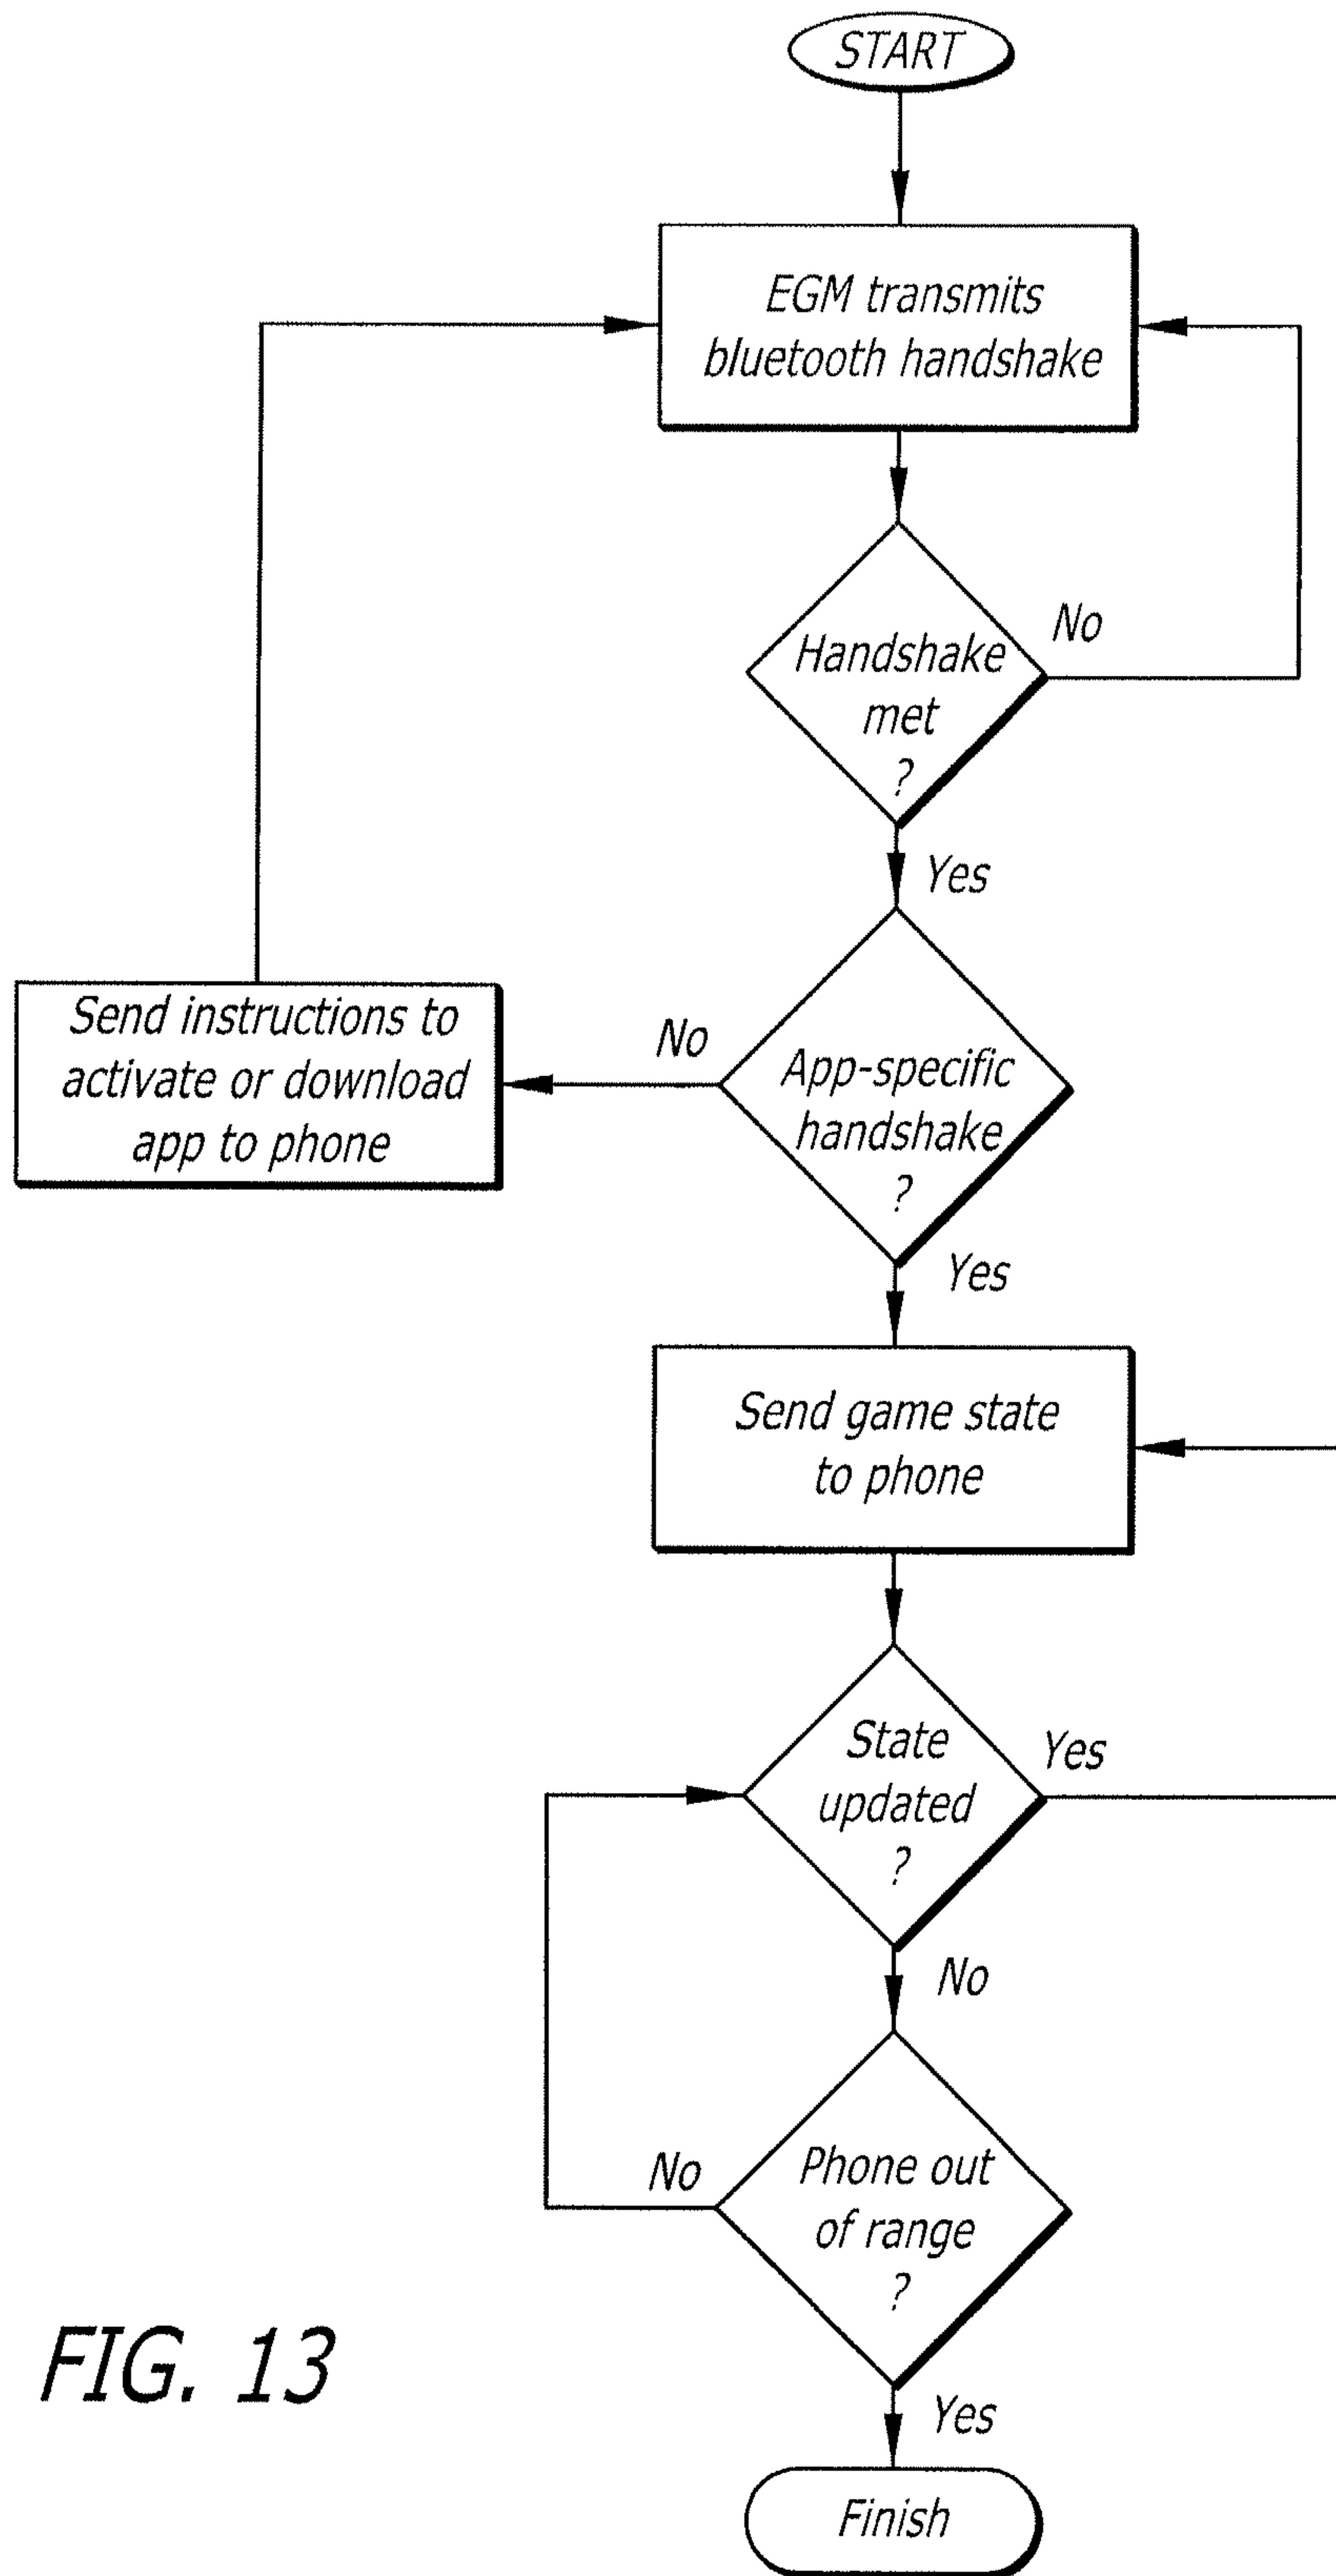 START
EGM transmits
bluetooth handshake
Handshake
met
?
No
Yes
Send instructions to
activate or download
app to phone
No
App-specific
handshake
?
Yes
Send game state
to phone
State
updated
?
Yes
No
No
Phone out
of range
?
Yes
Finish
FIG. 13